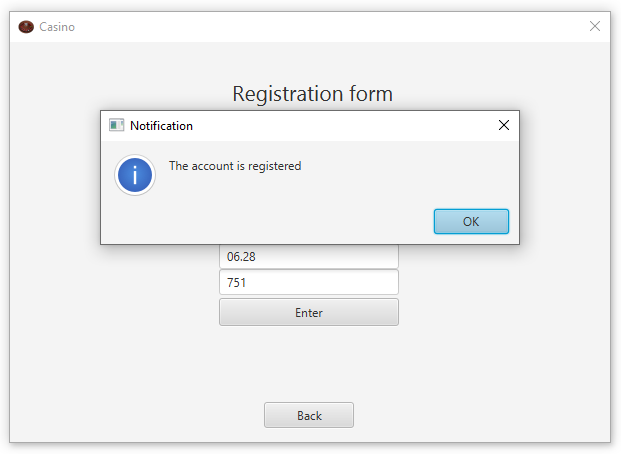 Casino
Registration form
Notification
The account is registered
OK
06.28
751
Enter
Back